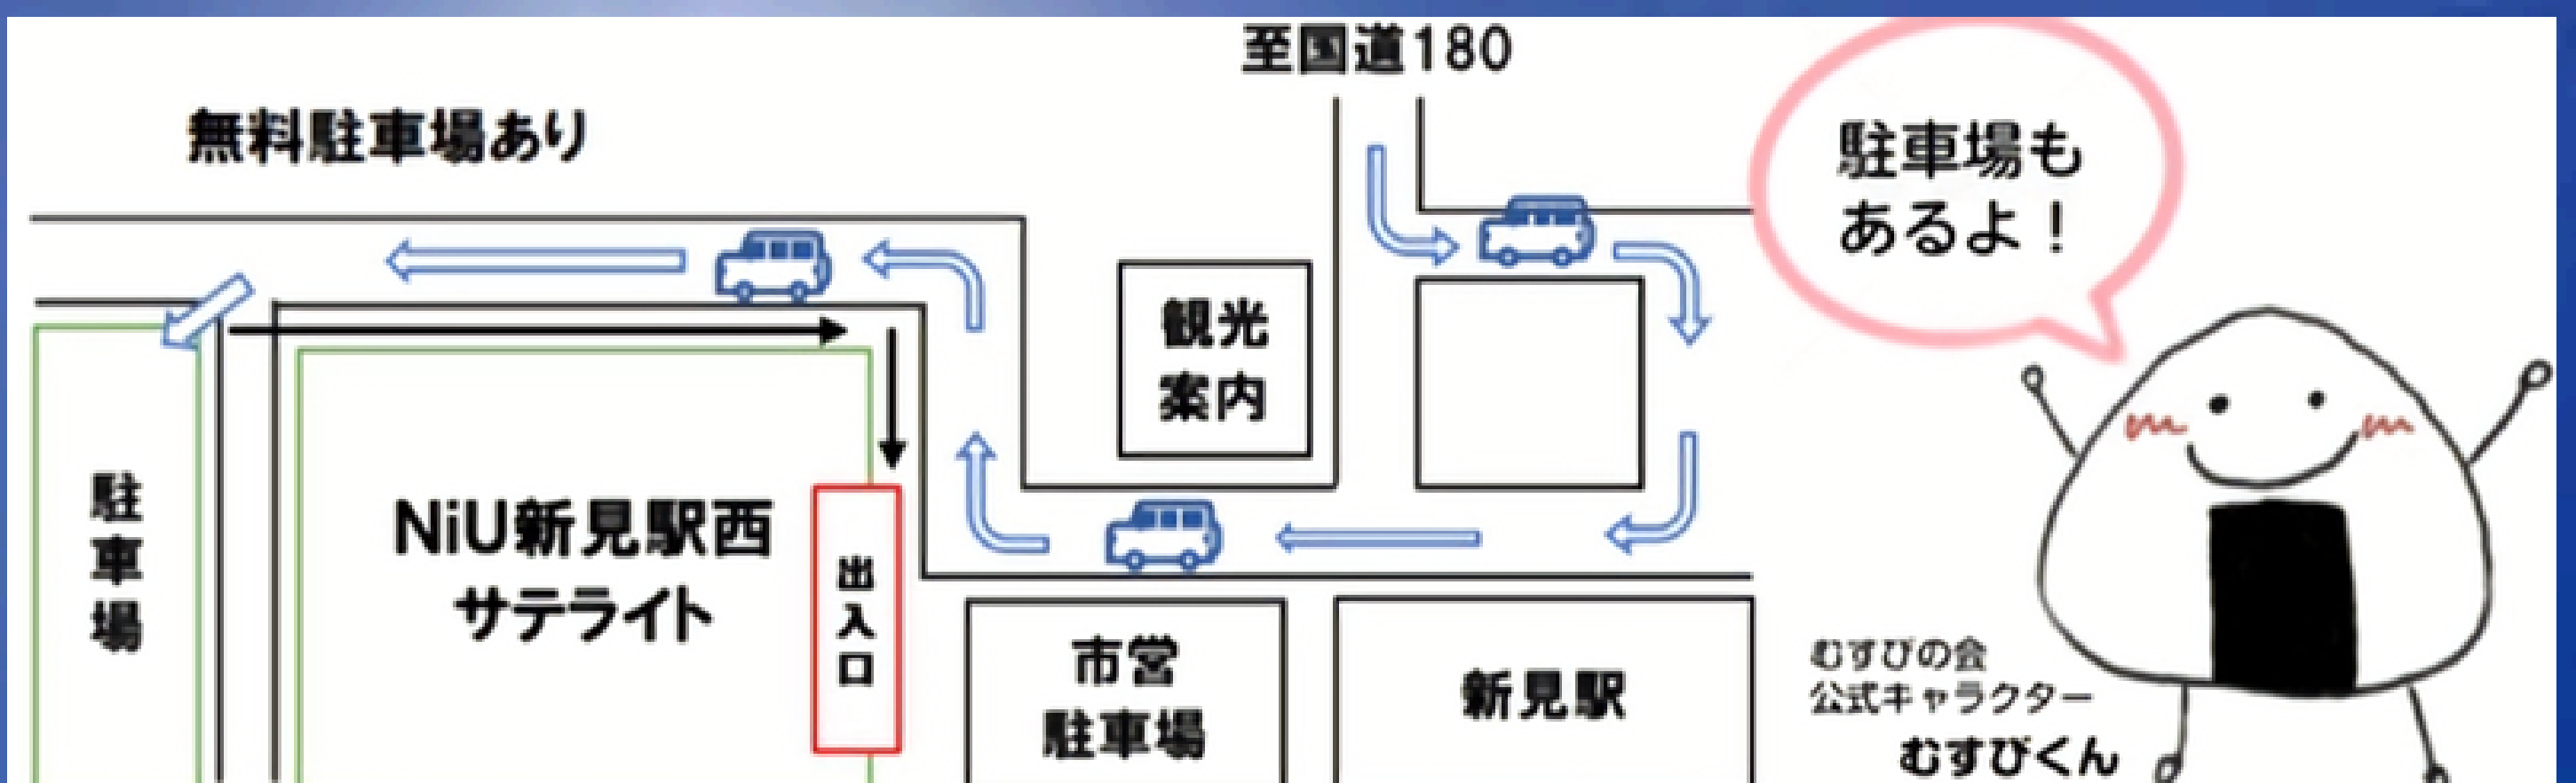 至国道180
無料駐車場あり
駐車場も
あるよ！
観光
案内
駐車場
NiU新見駅西
サテライト
出入口
市営
駐車場
新見駅
むすびの会
公式キャラクター
むすびくん